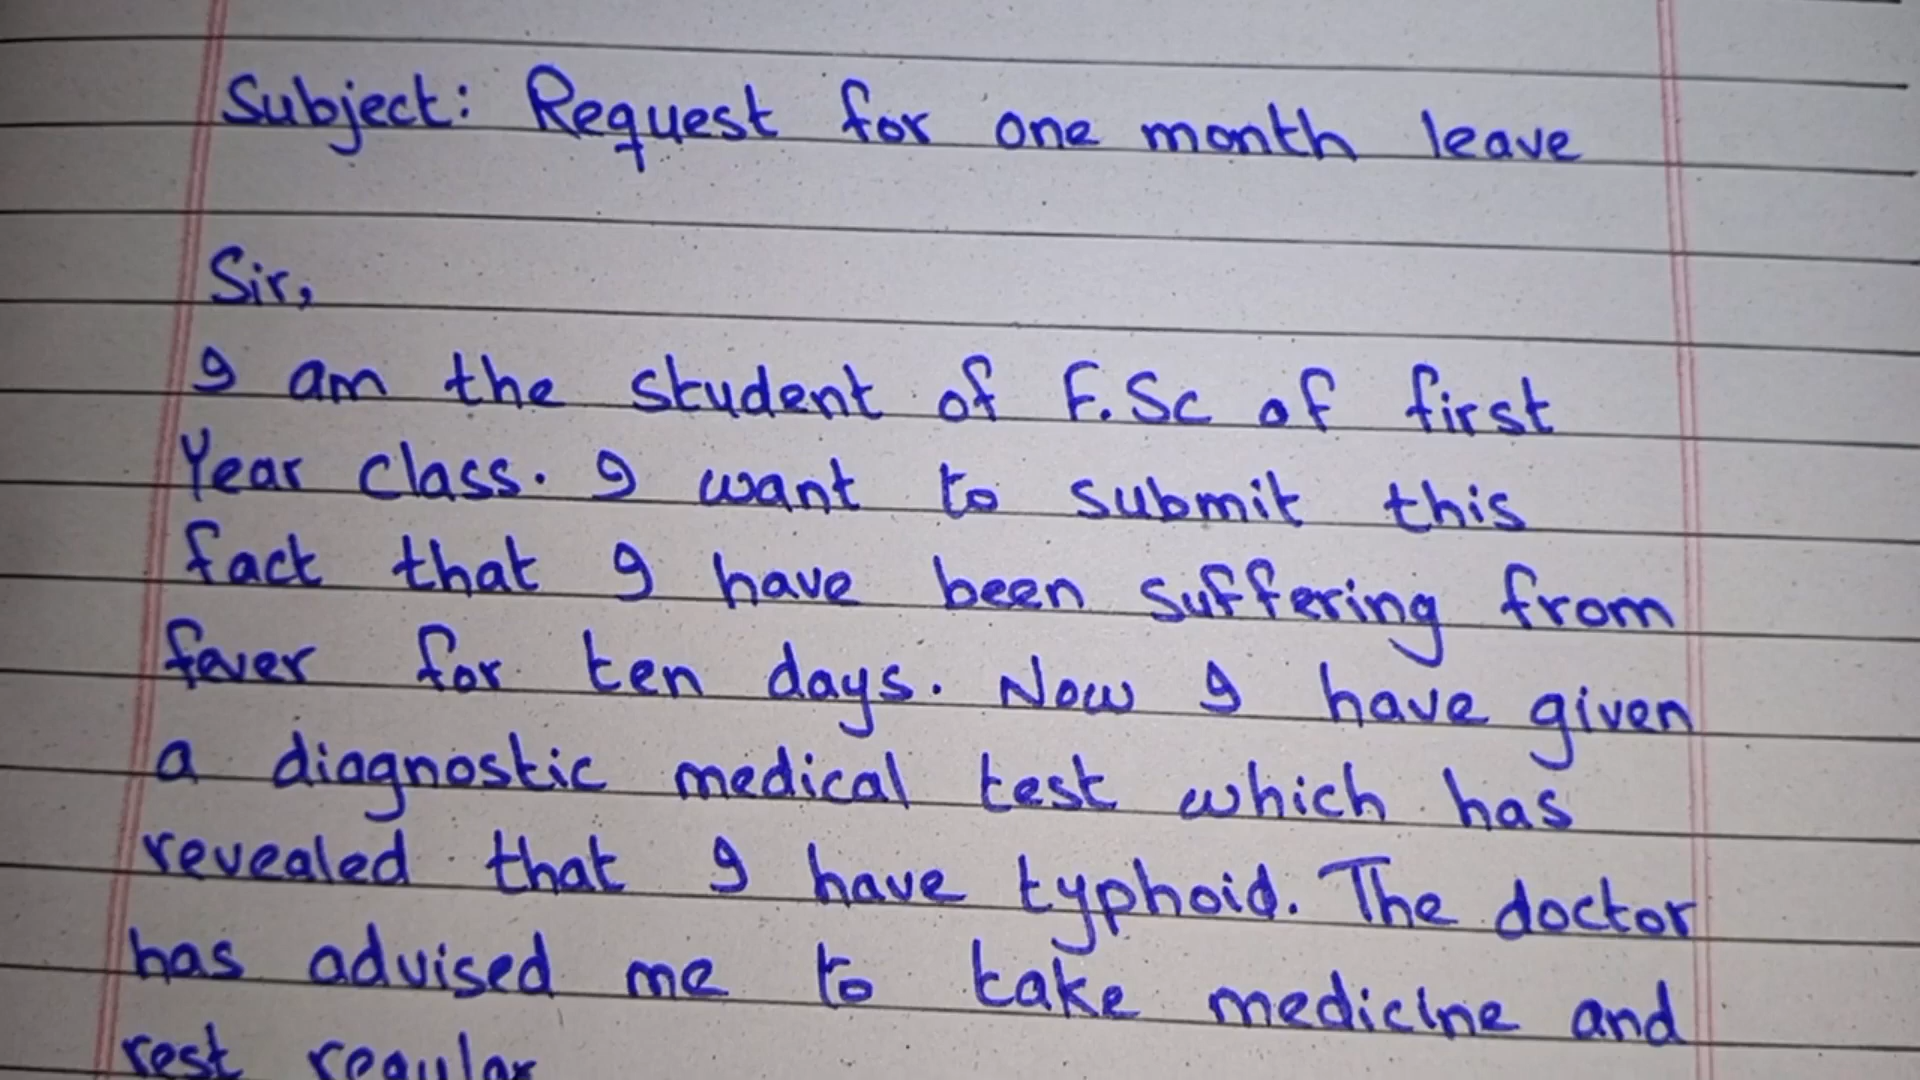 Subject: Request for one month leave
Sir,
I am the student of F.Sc of first
Year class. I want to submit this
fact that I have been suffering from
fever for ten days. Now I have given
a diagnostic medical test which has
revealed that I have typhoid. The doctor
has advised me to take medicine and
rest regular